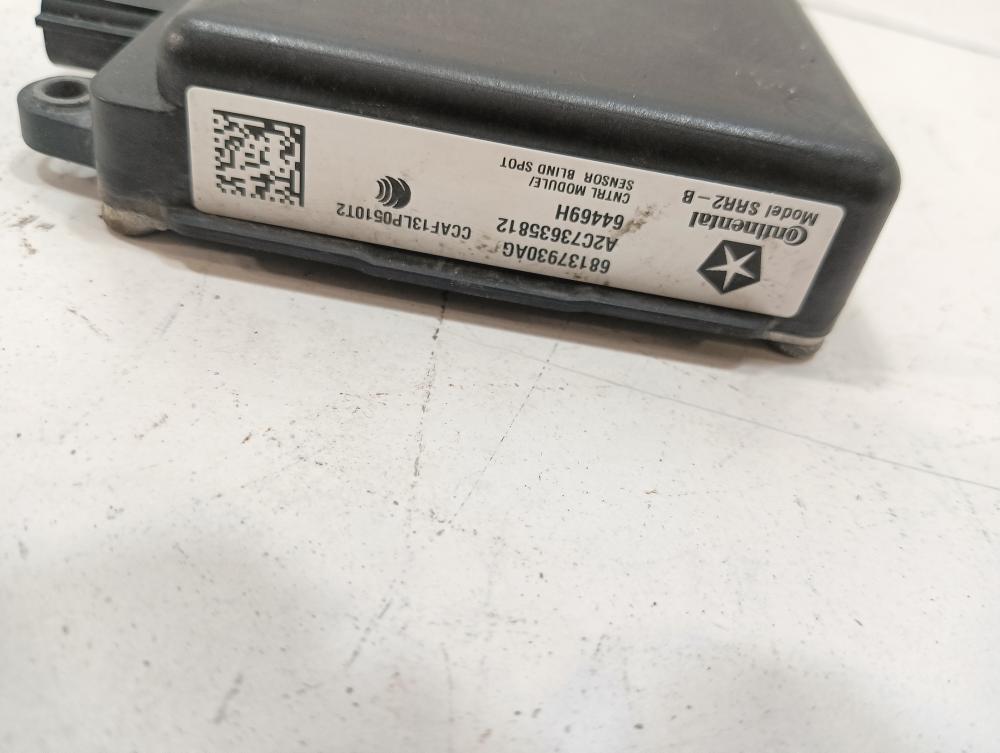 Continental
Model SRR2-B
68137930AG
A2C73635812
64469H
CNTRL MODULE/
SENSOR BLIND SPOT
CCAF13LP0510T2